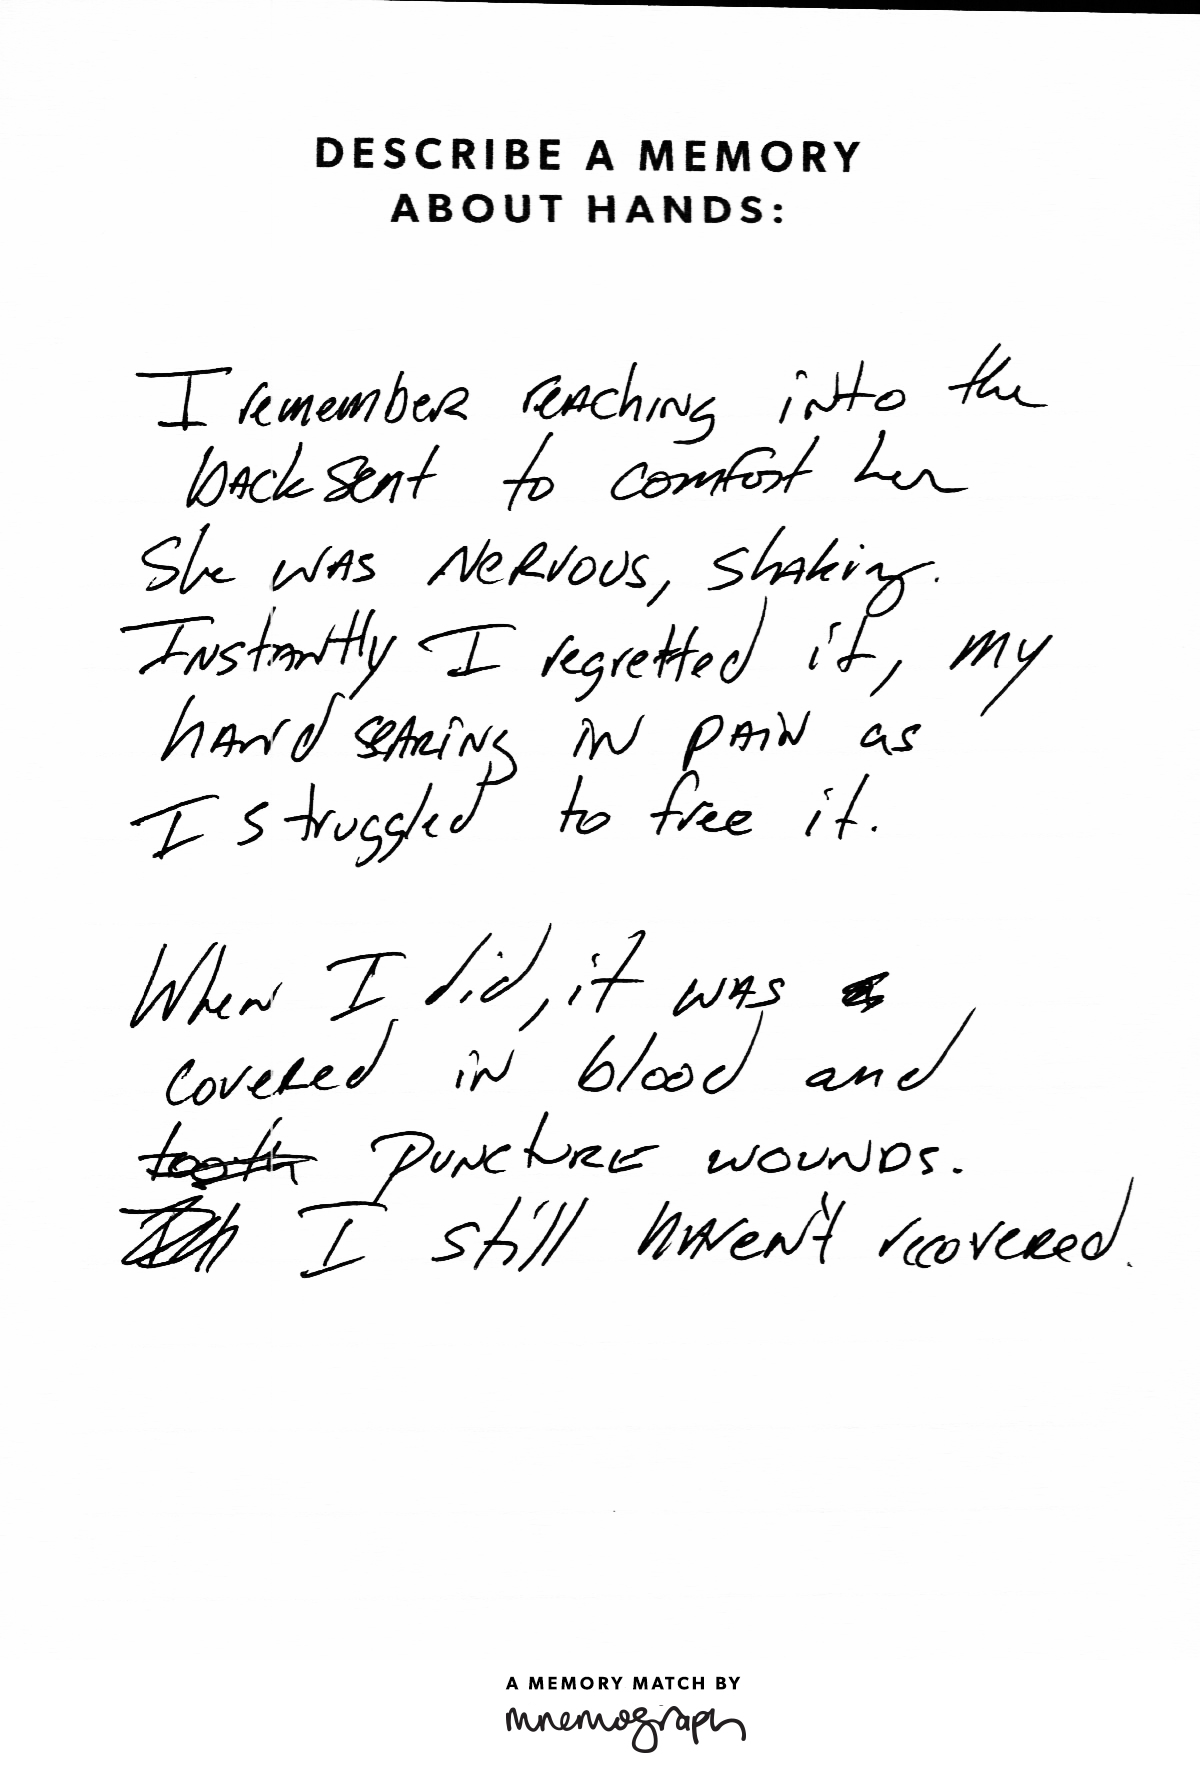 DESCRIBE A MEMORY
ABOUT HANDS:
I remember reaching into the
back seat to comfort her
She was nervous, shaking.
Instantly I regretted it, my
hand searing in pain as
I struggled to free it.
When I did, it was
covered in blood and
tooth puncture wounds.
I still haven't recovered.
A MEMORY MATCH BY
mnemograph